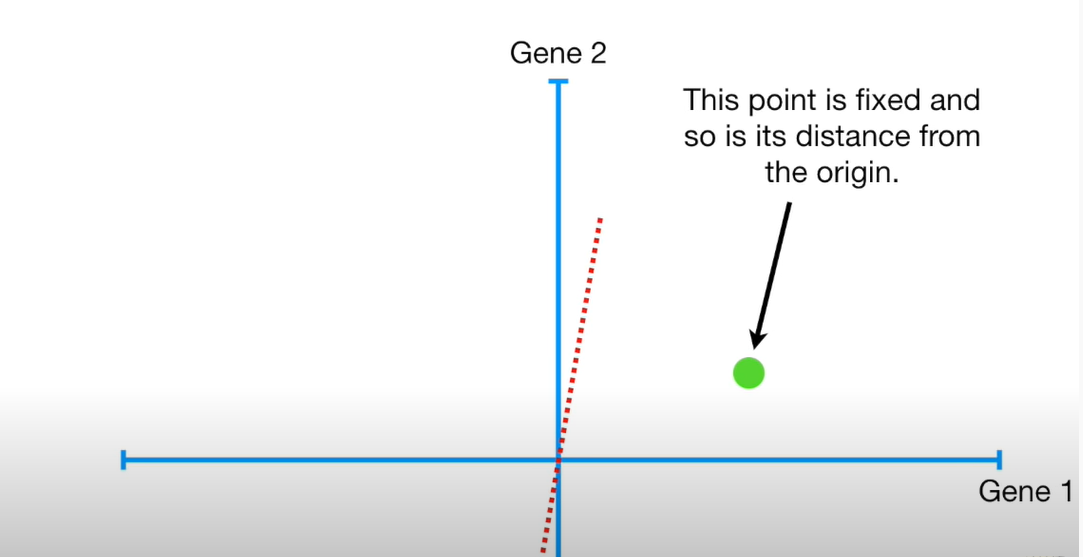 Gene 2
This point is fixed and
so is its distance from
the origin.
Gene 1